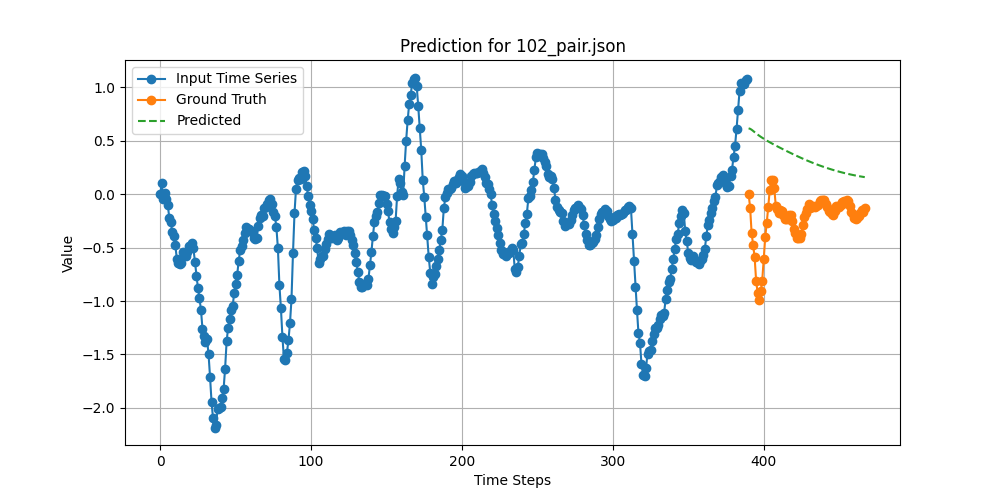 Prediction for 102_pair.json
Input Time Series
Ground Truth
Predicted
1.0
0.5
0.0
−0.5
−1.0
−1.5
−2.0
Value
0
100
200
300
400
Time Steps